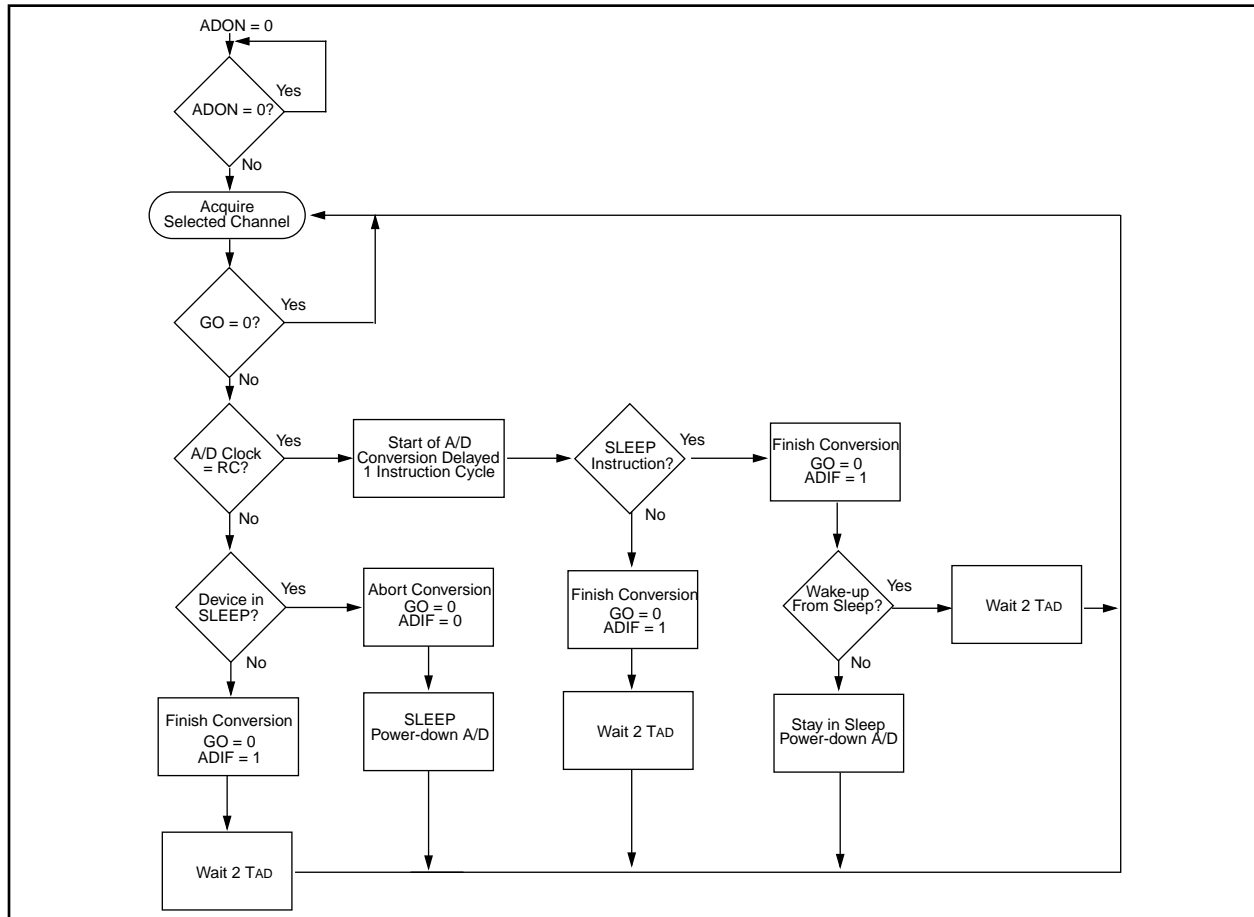 ADON = 0
ADON = 0?
Yes
No
Acquire
Selected Channel
GO = 0?
Yes
No
A/D Clock
= RC?
Yes
No
Start of A/D
Conversion Delayed
1 Instruction Cycle
SLEEP
Instruction?
Yes
No
Finish Conversion
GO = 0
ADIF = 1
Device in
SLEEP?
Yes
No
Abort Conversion
GO = 0
ADIF = 0
Finish Conversion
GO = 0
ADIF = 1
Wake-up
From Sleep?
Yes
No
Wait 2 TAD
Finish Conversion
GO = 0
ADIF = 1
SLEEP
Power-down A/D
Wait 2 TAD
Stay in Sleep
Power-down A/D
Wait 2 TAD